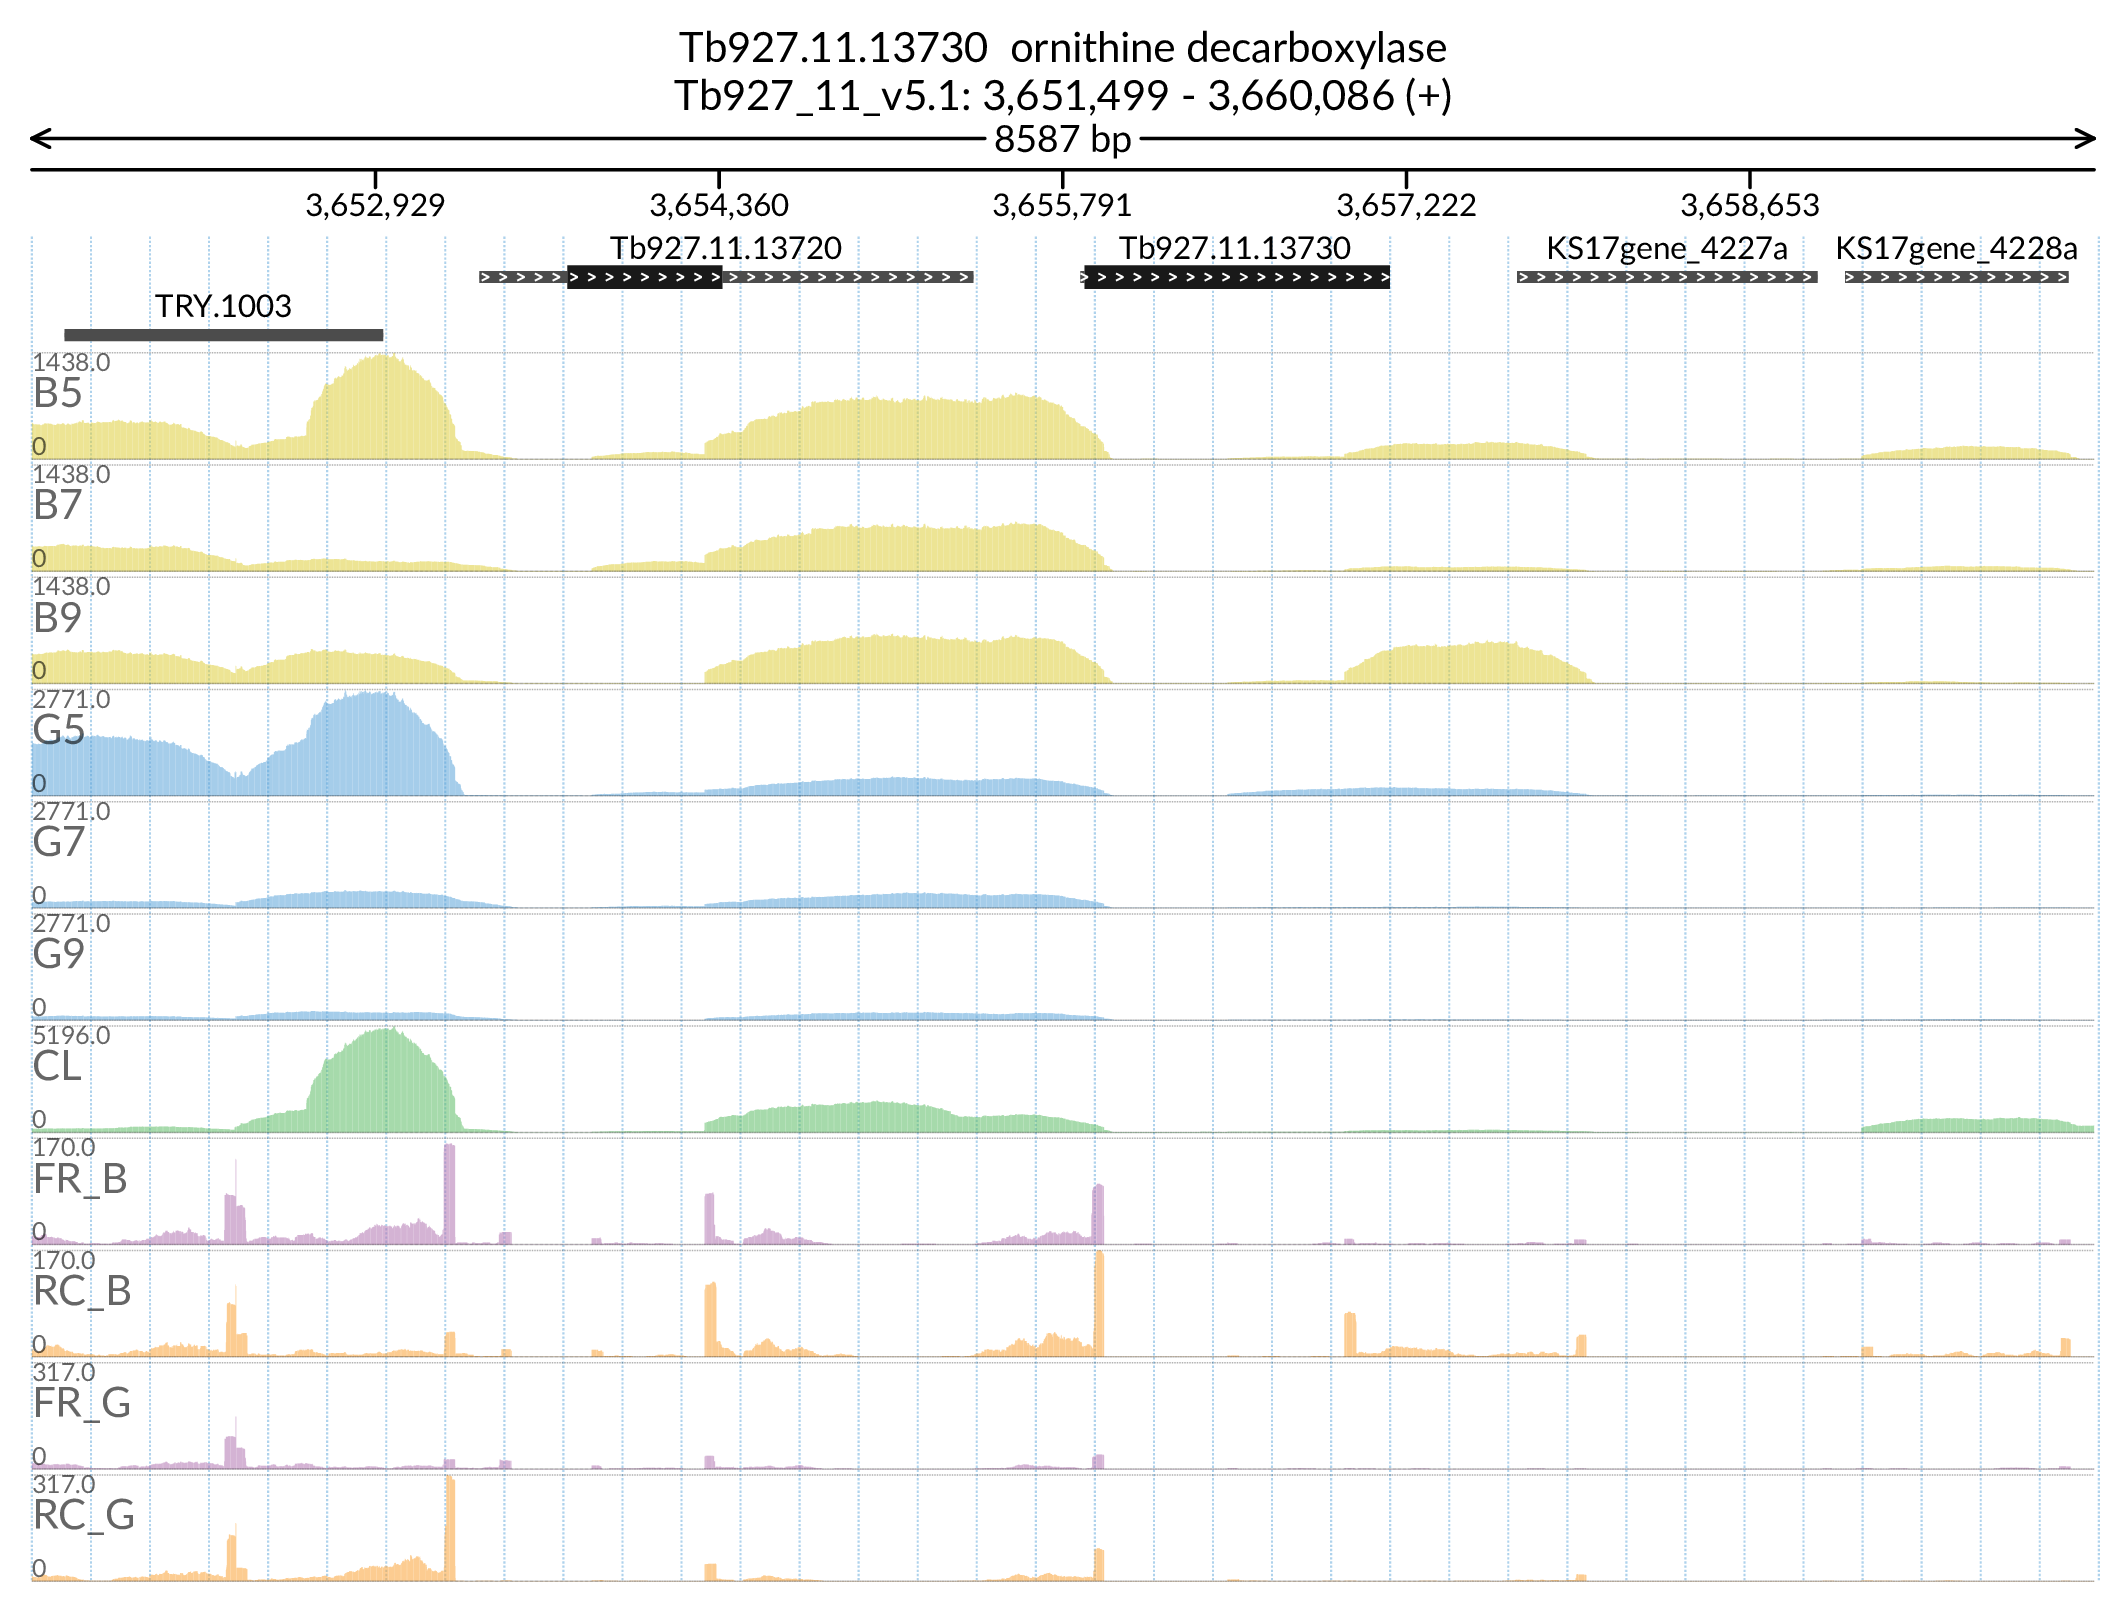 Tb927.11.13730 ornithine decarboxylase
Tb927_11_v5.1: 3,651,499 - 3,660,086 (+)
8587 bp
3,652,929 3,654,360 3,655,791 3,657,222 3,658,653
Tb927.11.13720 Tb927.11.13730 KS17gene_4227a KS17gene_4228a
TRY.1003
1438.0
B5
0
1438.0
B7
0
1438.0
B9
0
2771.0
G5
0
2771.0
G7
0
2771.0
G9
0
5196.0
CL
0
170.0
FR_B
0
170.0
RC_B
0
317.0
FR_G
0
317.0
RC_G
0